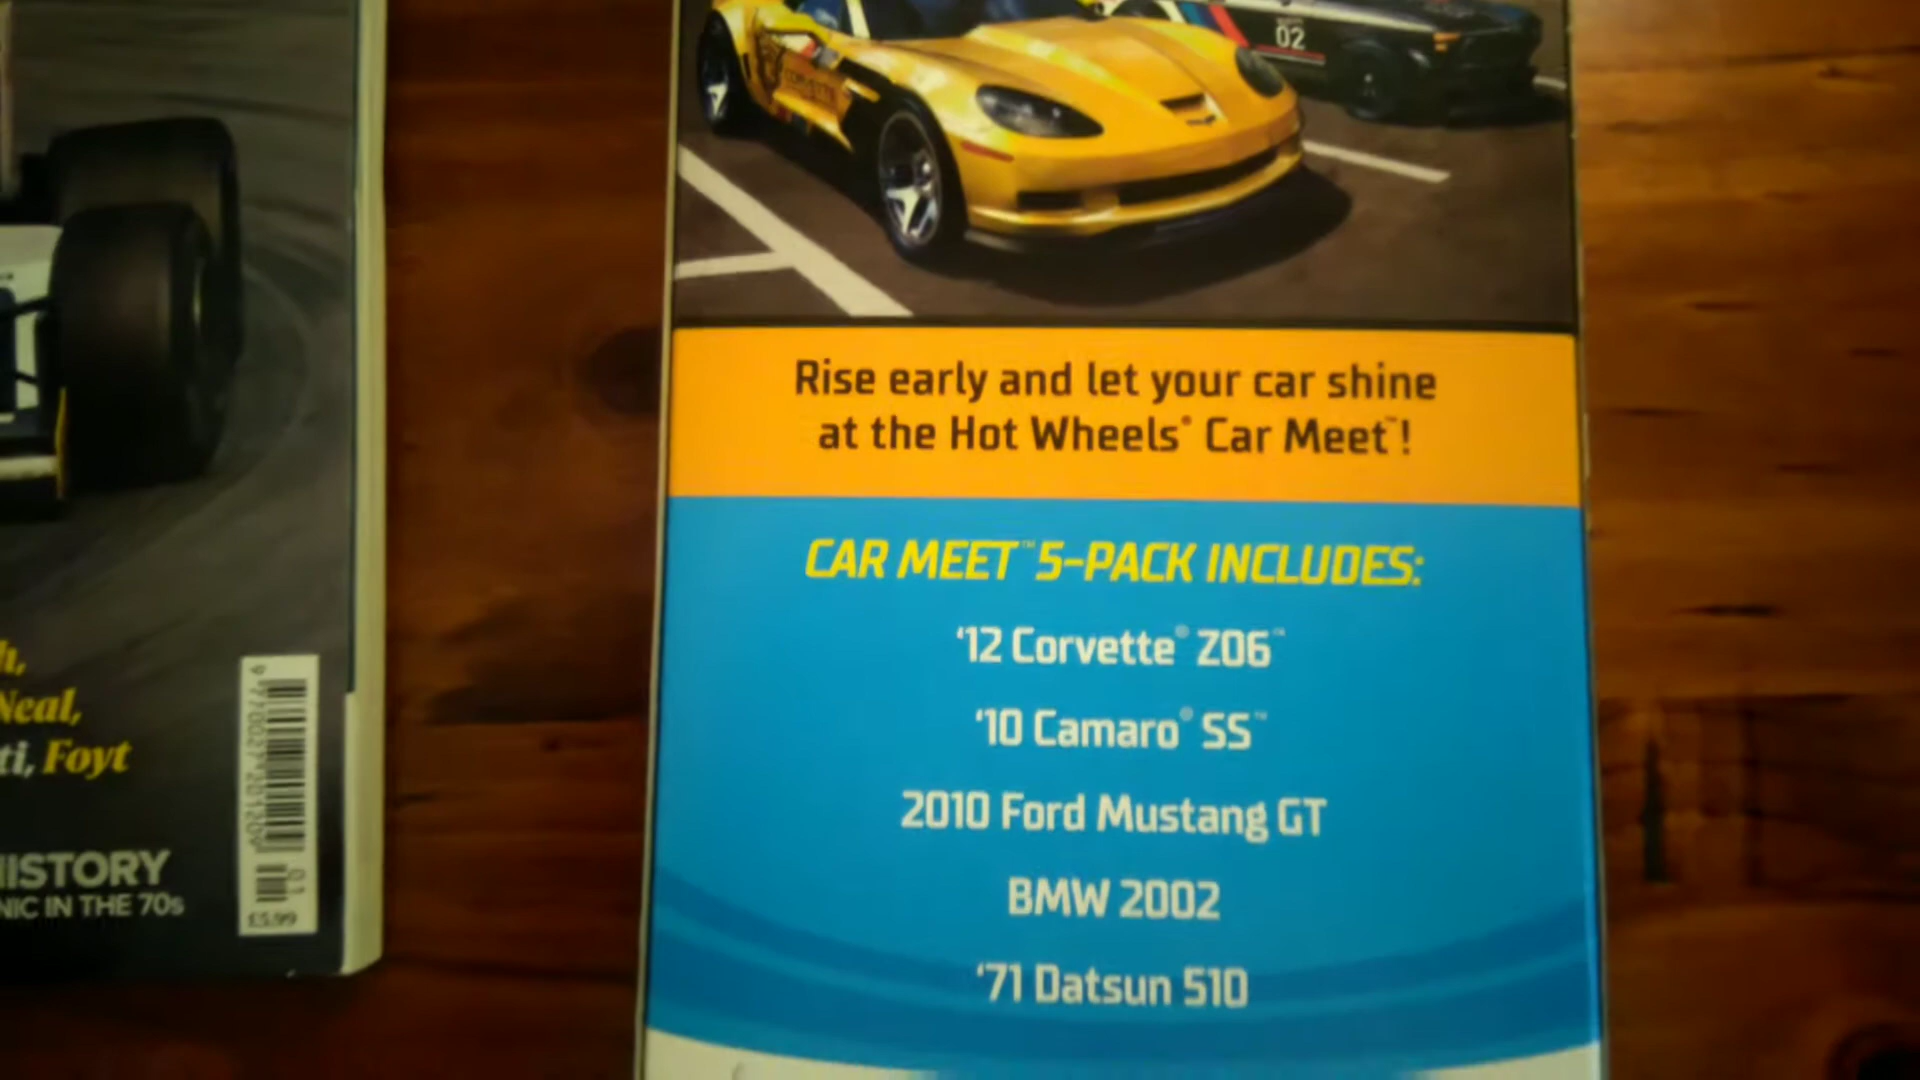 02
Rise early and let your car shine
at the Hot Wheels® Car Meet™!
CAR MEET™ 5-PACK INCLUDES:
'12 Corvette® Z06™
'10 Camaro® SS™
2010 Ford Mustang GT
BMW 2002
'71 Datsun 510
h,
Neal,
ti, Foyt
ISTORY
NIC IN THE 70s
01
£5.99